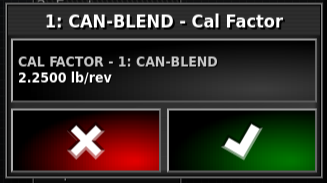 1: CAN-BLEND - Cal Factor
CAL FACTOR - 1: CAN-BLEND
2.2500 lb/rev